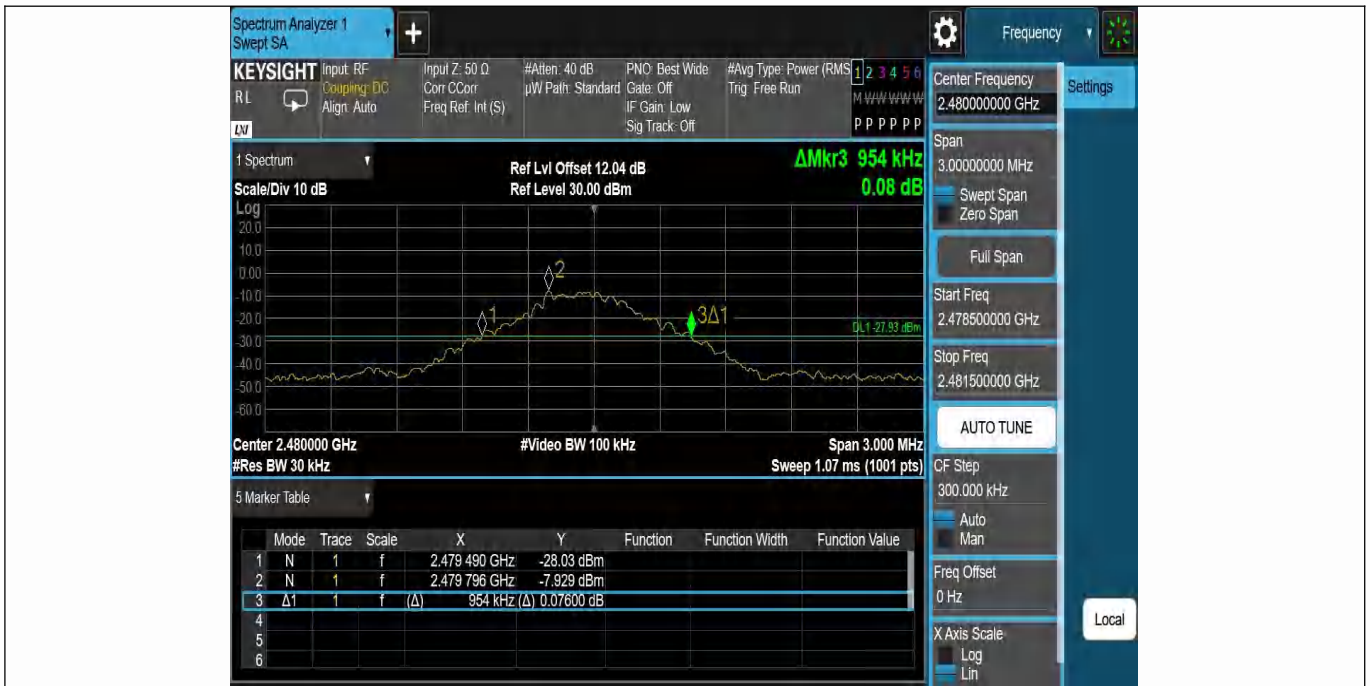 Spectrum Analyzer 1
Swept SA
+
Frequency
KEYSIGHT
RL
LXI
Input: RF
Coupling: DC
Align: Auto
Input Z: 50 Ω
Corr CCorr
Freq Ref: Int (S)
#Atten: 40 dB
µW Path: Standard
PNO: Best Wide
Gate: Off
IF Gain: Low
Sig Track: Off
#Avg Type: Power (RMS
Trig: Free Run
1 2 3 4 5 6
M W W W W W
P P P P P P
1 Spectrum
Scale/Div 10 dB
Ref Lvl Offset 12.04 dB
Ref Level 30.00 dBm
ΔMkr3 954 kHz
0.08 dB
Log
20.0
10.0
0.00
-10.0
-20.0
-30.0
-40.0
-50.0
-60.0
1
2
3Δ1
DL1 -27.93 dBm
Center 2.480000 GHz
#Video BW 100 kHz
Span 3.000 MHz
#Res BW 30 kHz
Sweep 1.07 ms (1001 pts)
5 Marker Table
Mode Trace Scale X Y Function Function Width Function Value
1 N 1 f 2.479 490 GHz -28.03 dBm
2 N 1 f 2.479 796 GHz -7.929 dBm
3 Δ1 1 f (Δ) 954 kHz (Δ) 0.07600 dB
4
5
6
Center Frequency
2.480000000 GHz
Settings
Span
3.00000000 MHz
Swept Span
Zero Span
Full Span
Start Freq
2.478500000 GHz
Stop Freq
2.481500000 GHz
AUTO TUNE
CF Step
300.000 kHz
Auto
Man
Freq Offset
0 Hz
Local
X Axis Scale
Log
Lin